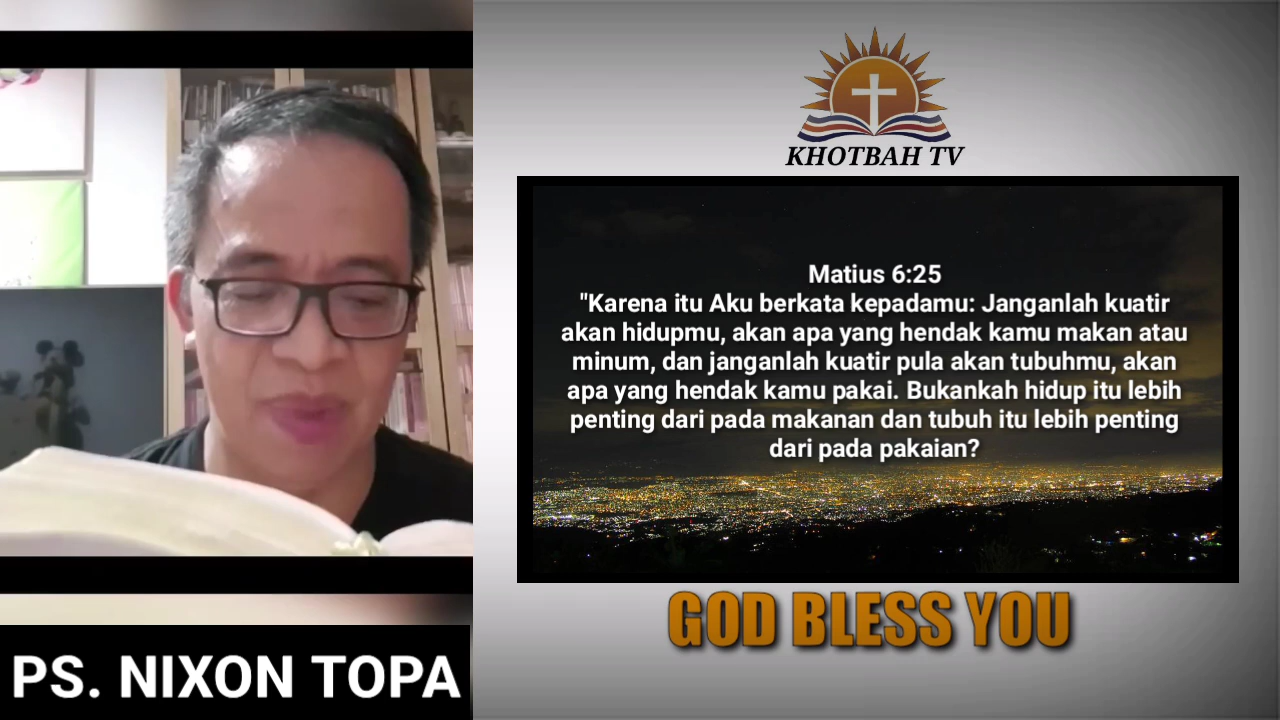 KHOTBAH TV
Matius 6:25
"Karena itu Aku berkata kepadamu: Janganlah kuatir
akan hidupmu, akan apa yang hendak kamu makan atau
minum, dan janganlah kuatir pula akan tubuhmu, akan
apa yang hendak kamu pakai. Bukankah hidup itu lebih
penting dari pada makanan dan tubuh itu lebih penting
dari pada pakaian?
GOD BLESS YOU
PS. NIXON TOPA